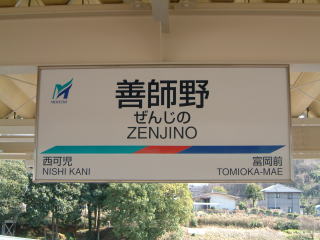 MEITETSU
善師野
ぜんじの
ZENJINO
西可児
NISHI KANI
富岡前
TOMIOKA-MAE